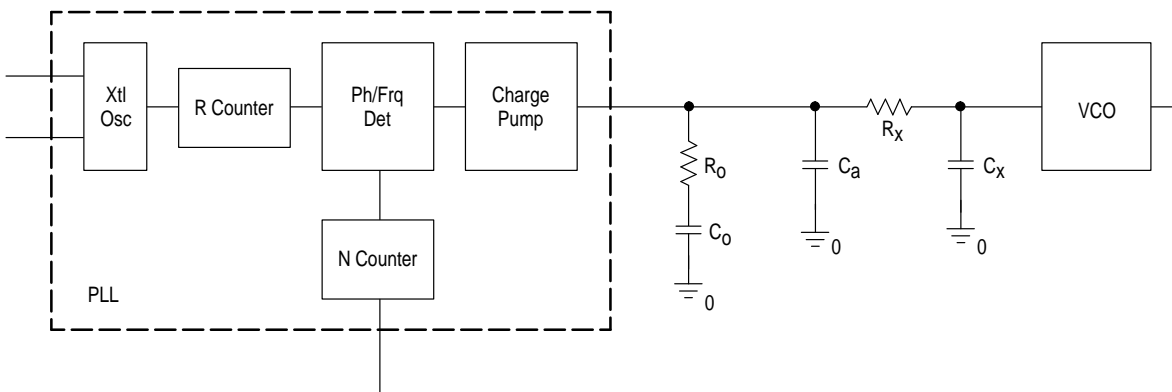 Xtl
Osc
R Counter
Ph/Frq
Det
Charge
Pump
VCO
Rx
Ro
Ca
Cx
Co
0
0
0
N Counter
PLL